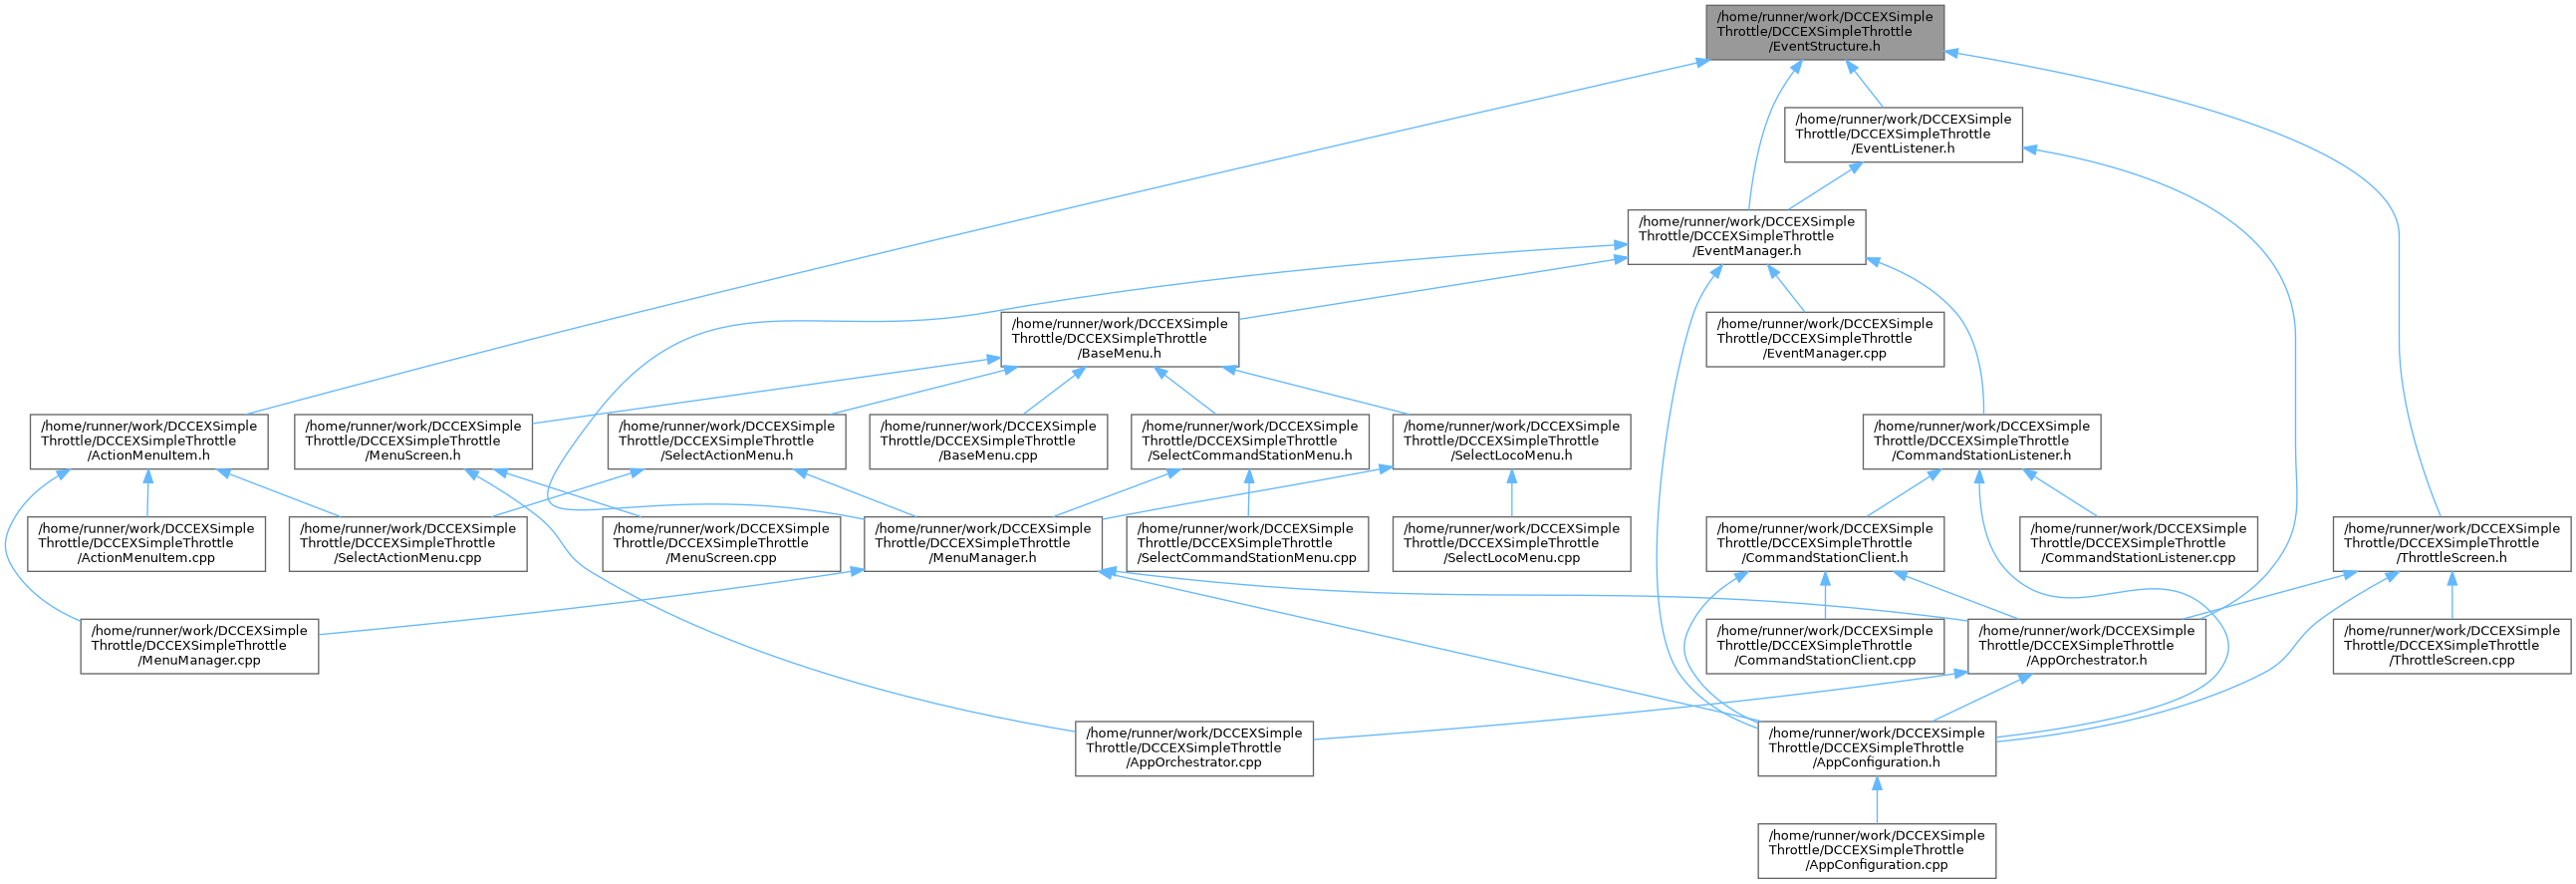 /home/runner/work/DCCEXSimple
Throttle/DCCEXSimpleThrottle
/EventStructure.h
/home/runner/work/DCCEXSimple
Throttle/DCCEXSimpleThrottle
/EventListener.h
/home/runner/work/DCCEXSimple
Throttle/DCCEXSimpleThrottle
/EventManager.h
/home/runner/work/DCCEXSimple
Throttle/DCCEXSimpleThrottle
/BaseMenu.h
/home/runner/work/DCCEXSimple
Throttle/DCCEXSimpleThrottle
/EventManager.cpp
/home/runner/work/DCCEXSimple
Throttle/DCCEXSimpleThrottle
/ActionMenuItem.h
/home/runner/work/DCCEXSimple
Throttle/DCCEXSimpleThrottle
/MenuScreen.h
/home/runner/work/DCCEXSimple
Throttle/DCCEXSimpleThrottle
/SelectActionMenu.h
/home/runner/work/DCCEXSimple
Throttle/DCCEXSimpleThrottle
/BaseMenu.cpp
/home/runner/work/DCCEXSimple
Throttle/DCCEXSimpleThrottle
/SelectCommandStationMenu.h
/home/runner/work/DCCEXSimple
Throttle/DCCEXSimpleThrottle
/SelectLocoMenu.h
/home/runner/work/DCCEXSimple
Throttle/DCCEXSimpleThrottle
/CommandStationListener.h
/home/runner/work/DCCEXSimple
Throttle/DCCEXSimpleThrottle
/ActionMenuItem.cpp
/home/runner/work/DCCEXSimple
Throttle/DCCEXSimpleThrottle
/SelectActionMenu.cpp
/home/runner/work/DCCEXSimple
Throttle/DCCEXSimpleThrottle
/MenuScreen.cpp
/home/runner/work/DCCEXSimple
Throttle/DCCEXSimpleThrottle
/MenuManager.h
/home/runner/work/DCCEXSimple
Throttle/DCCEXSimpleThrottle
/SelectCommandStationMenu.cpp
/home/runner/work/DCCEXSimple
Throttle/DCCEXSimpleThrottle
/SelectLocoMenu.cpp
/home/runner/work/DCCEXSimple
Throttle/DCCEXSimpleThrottle
/CommandStationClient.h
/home/runner/work/DCCEXSimple
Throttle/DCCEXSimpleThrottle
/CommandStationListener.cpp
/home/runner/work/DCCEXSimple
Throttle/DCCEXSimpleThrottle
/ThrottleScreen.h
/home/runner/work/DCCEXSimple
Throttle/DCCEXSimpleThrottle
/MenuManager.cpp
/home/runner/work/DCCEXSimple
Throttle/DCCEXSimpleThrottle
/CommandStationClient.cpp
/home/runner/work/DCCEXSimple
Throttle/DCCEXSimpleThrottle
/AppOrchestrator.h
/home/runner/work/DCCEXSimple
Throttle/DCCEXSimpleThrottle
/ThrottleScreen.cpp
/home/runner/work/DCCEXSimple
Throttle/DCCEXSimpleThrottle
/AppOrchestrator.cpp
/home/runner/work/DCCEXSimple
Throttle/DCCEXSimpleThrottle
/AppConfiguration.h
/home/runner/work/DCCEXSimple
Throttle/DCCEXSimpleThrottle
/AppConfiguration.cpp